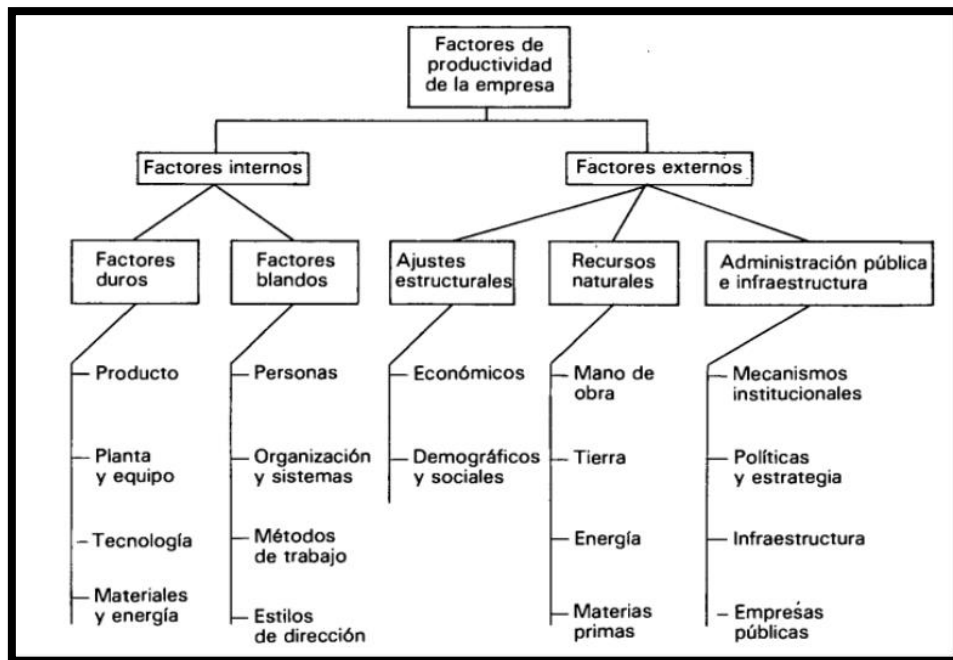 Factores de
productividad
de la empresa
Factores internos
Factores externos
Factores
duros
Factores
blandos
Ajustes
estructurales
Recursos
naturales
Administración pública
e infraestructura
Producto
Planta
y equipo
Tecnología
Materiales
y energía
Personas
Organización
y sistemas
Métodos
de trabajo
Estilos
de dirección
Económicos
Demográficos
y sociales
Mano de
obra
Tierra
Energía
Materias
primas
Mecanismos
institucionales
Políticas
y estrategia
Infraestructura
Empresas
públicas